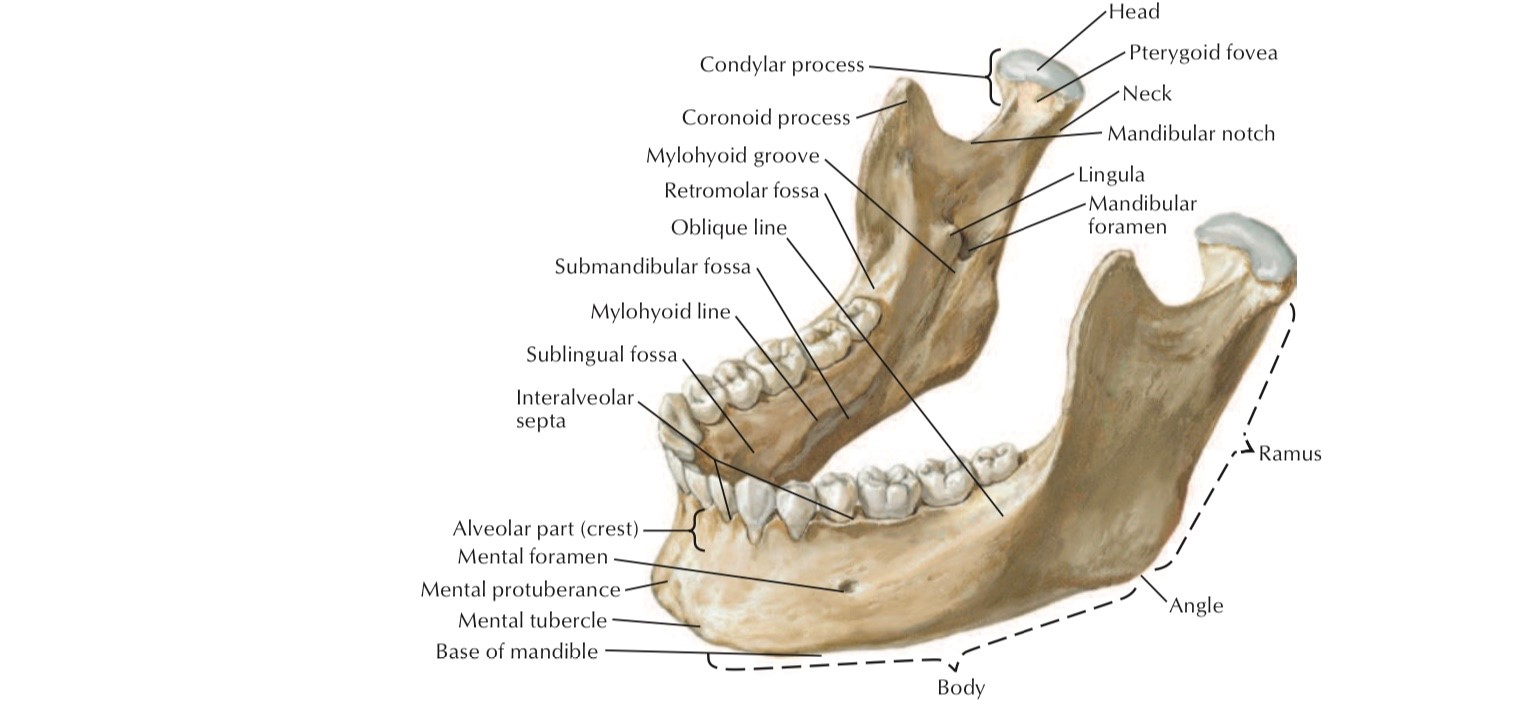 Head
Condylar process
Pterygoid fovea
Neck
Coronoid process
Mandibular notch
Mylohyoid groove
Lingula
Retromolar fossa
Mandibular
foramen
Oblique line
Submandibular fossa
Mylohyoid line
Sublingual fossa
Interalveolar
septa
Ramus
Alveolar part (crest)
Mental foramen
Mental protuberance
Angle
Mental tubercle
Base of mandible
Body